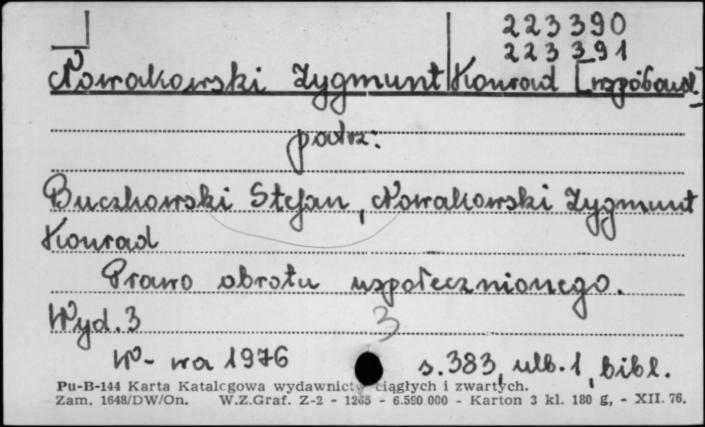 223390
223391
Nowakowski Zygmunt Konrad [współaut.]
patrz:
Buczkowski Stefan, Nowakowski Zygmunt
Konrad
Prawo obrotu uspołecznionego.
Wyd. 3
3
W-wa 1976 s. 383, ulb. 1, bibl.
Pu-B-144 Karta Katalogowa wydawnictw ciągłych i zwartych.
Zam. 1648/DW/On. W.Z.Graf. Z-2 - 1265 - 6.590 000 - Karton 3 kl. 180 g, - XII. 76.